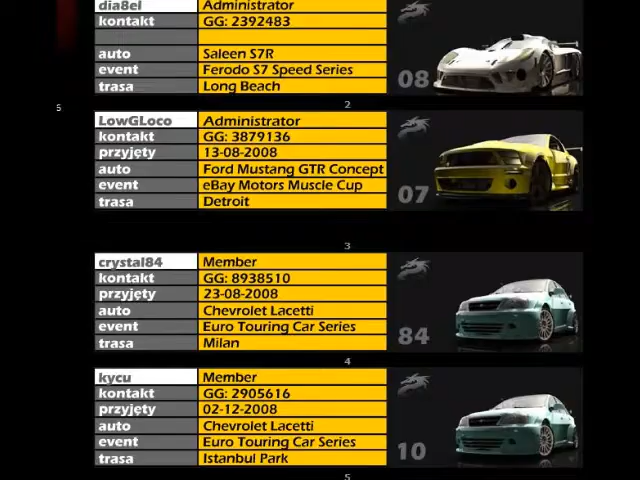 dia8el Administrator
kontakt GG: 2392483
auto Saleen S7R
event Ferodo S7 Speed Series
trasa Long Beach
08
6
2
LowGLoco Administrator
kontakt GG: 3879136
przyjęty 13-08-2008
auto Ford Mustang GTR Concept
event eBay Motors Muscle Cup
trasa Detroit
07
3
crystal84 Member
kontakt GG: 8938510
przyjęty 23-08-2008
auto Chevrolet Lacetti
event Euro Touring Car Series
trasa Milan
84
4
kycu Member
kontakt GG: 2905616
przyjęty 02-12-2008
auto Chevrolet Lacetti
event Euro Touring Car Series
trasa Istanbul Park
10
5